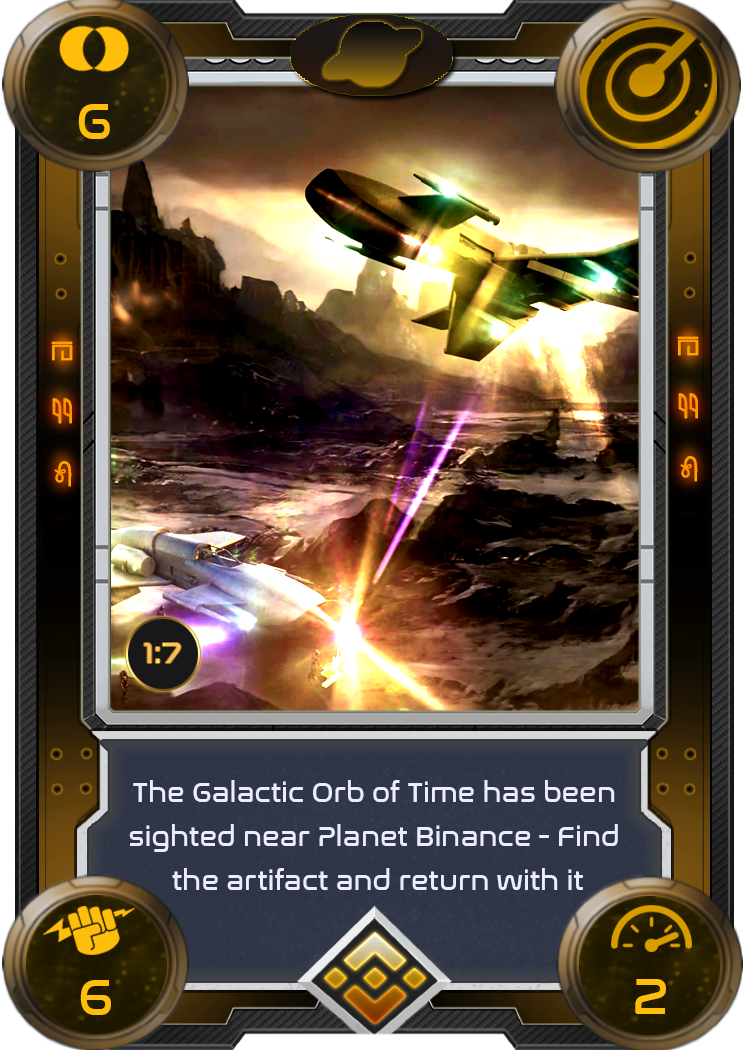 6
1:7
The Galactic Orb of Time has been
sighted near Planet Binance - Find
the artifact and return with it
6
2